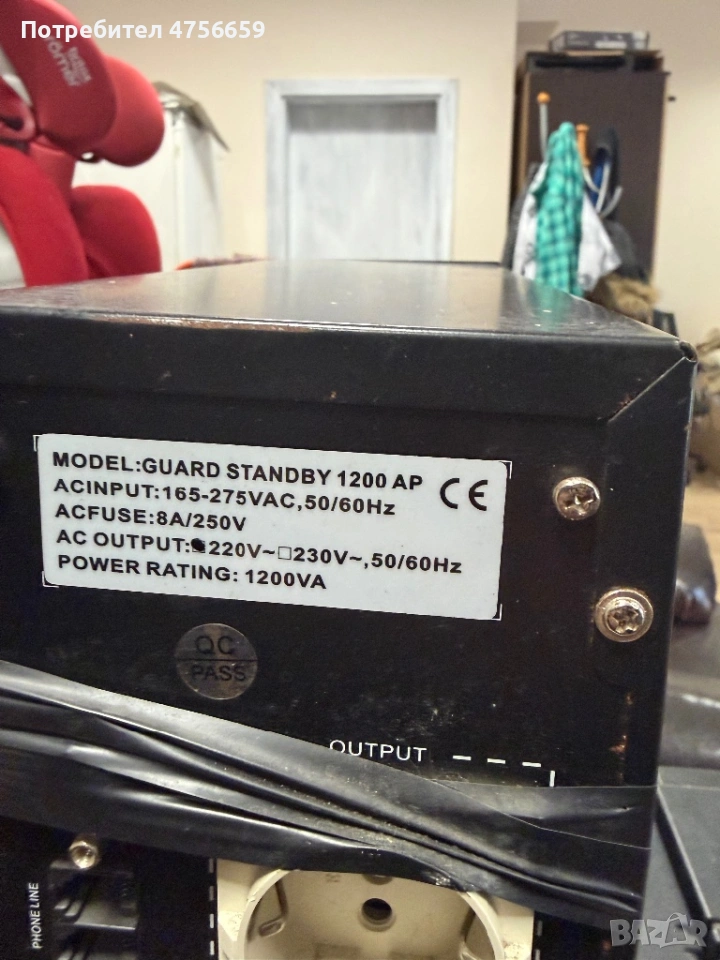 Потребител 4756659
MODEL:GUARD STANDBY 1200 AP CE
ACINPUT:165-275VAC,50/60Hz
ACFUSE:8A/250V
AC OUTPUT:■220V~□230V~,50/60Hz
POWER RATING: 1200VA
QC
PASS
OUTPUT
PHONE LINE
BAZAR